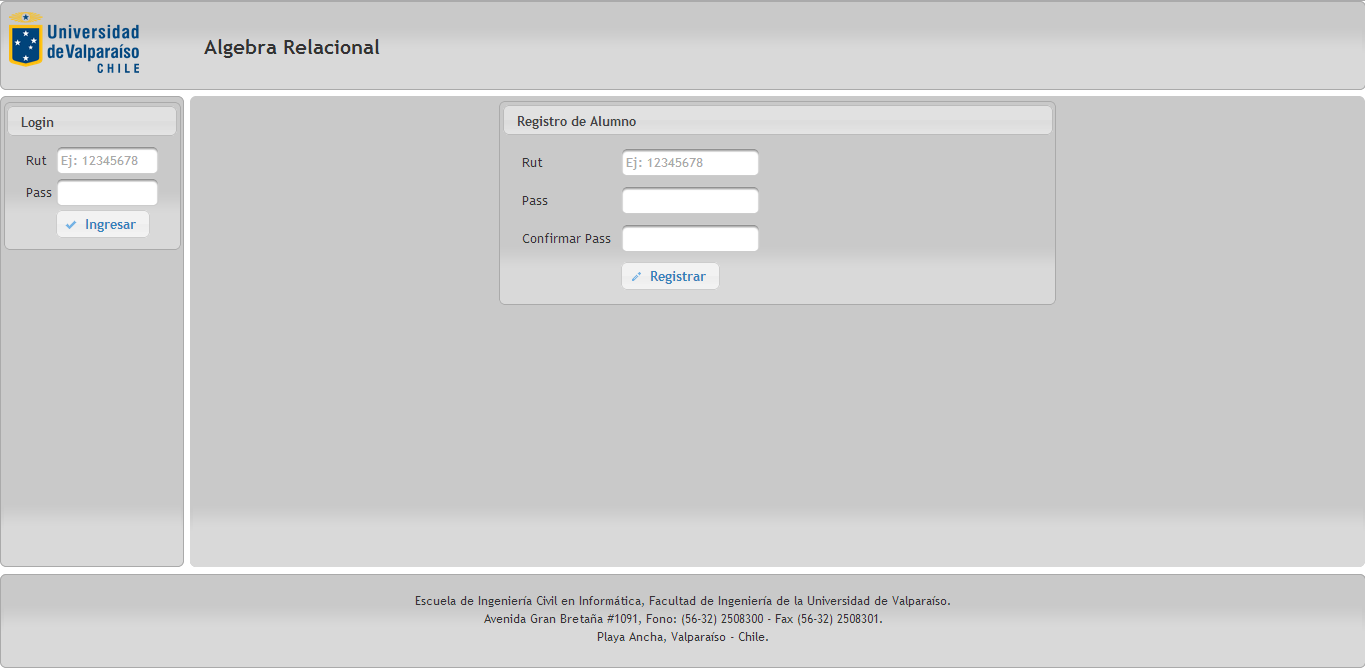 Universidad
de Valparaíso
CHILE
Algebra Relacional
Login
Rut Ej: 12345678
Pass
Ingresar
Registro de Alumno
Rut Ej: 12345678
Pass
Confirmar Pass
Registrar
Escuela de Ingeniería Civil en Informática, Facultad de Ingeniería de la Universidad de Valparaíso.
Avenida Gran Bretaña #1091, Fono: (56-32) 2508300 - Fax (56-32) 2508301.
Playa Ancha, Valparaíso - Chile.